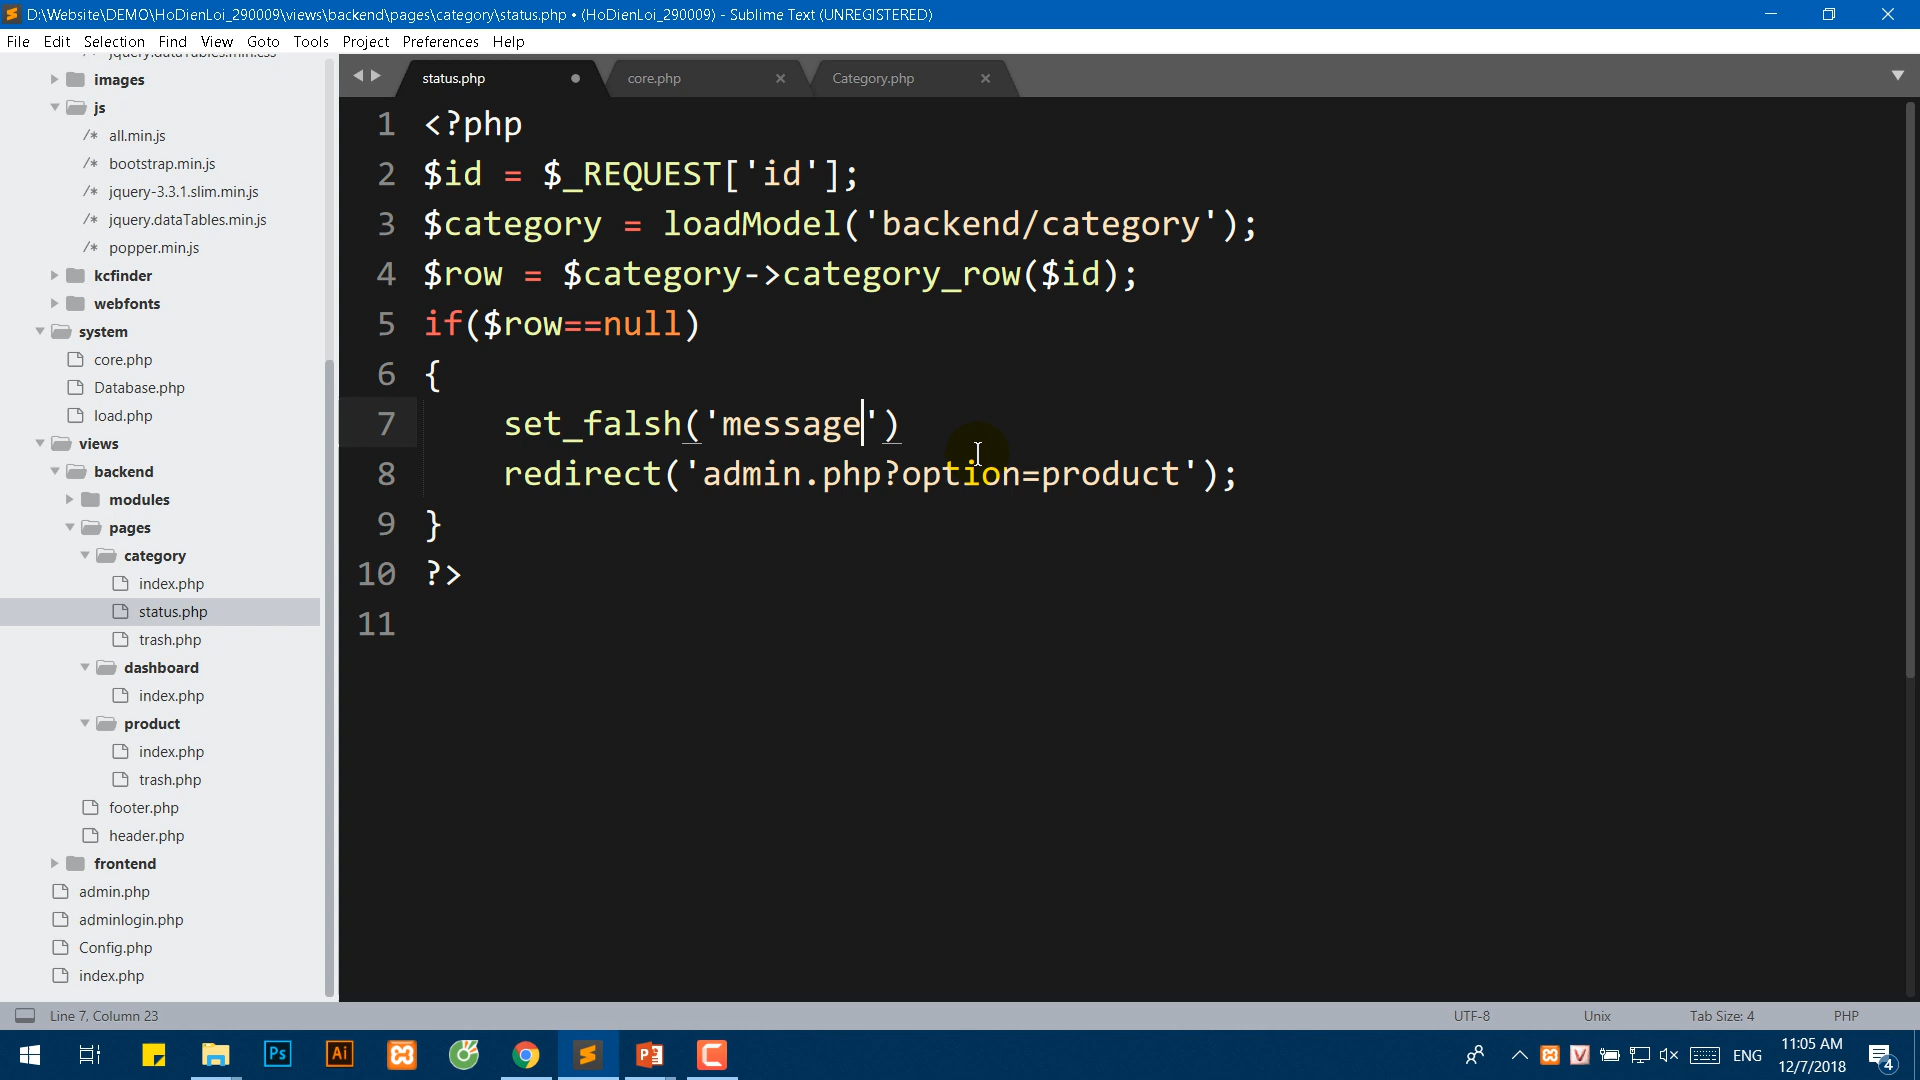 D:\Website\DEMO\HoDienLoi_290009\views\backend\pages\category\status.php • (HoDienLoi_290009) - Sublime Text (UNREGISTERED)
File Edit Selection Find View Goto Tools Project Preferences Help
jquery.dataTables.min.css
images
js
/* all.min.js
/* bootstrap.min.js
/* jquery-3.3.1.slim.min.js
/* jquery.dataTables.min.js
/* popper.min.js
kcfinder
webfonts
system
core.php
Database.php
load.php
views
backend
modules
pages
category
index.php
status.php
trash.php
dashboard
index.php
product
index.php
trash.php
footer.php
header.php
frontend
admin.php
adminlogin.php
Config.php
index.php
status.php core.php Category.php
1 <?php
2 $id = $_REQUEST['id'];
3 $category = loadModel('backend/category');
4 $row = $category->category_row($id);
5 if($row==null)
6 {
7 set_falsh('message')
8 redirect('admin.php?option=product');
9 }
10 ?>
11
Line 7, Column 23 UTF-8 Unix Tab Size: 4 PHP
Ps Ai ENG 11:05 AM 12/7/2018 4